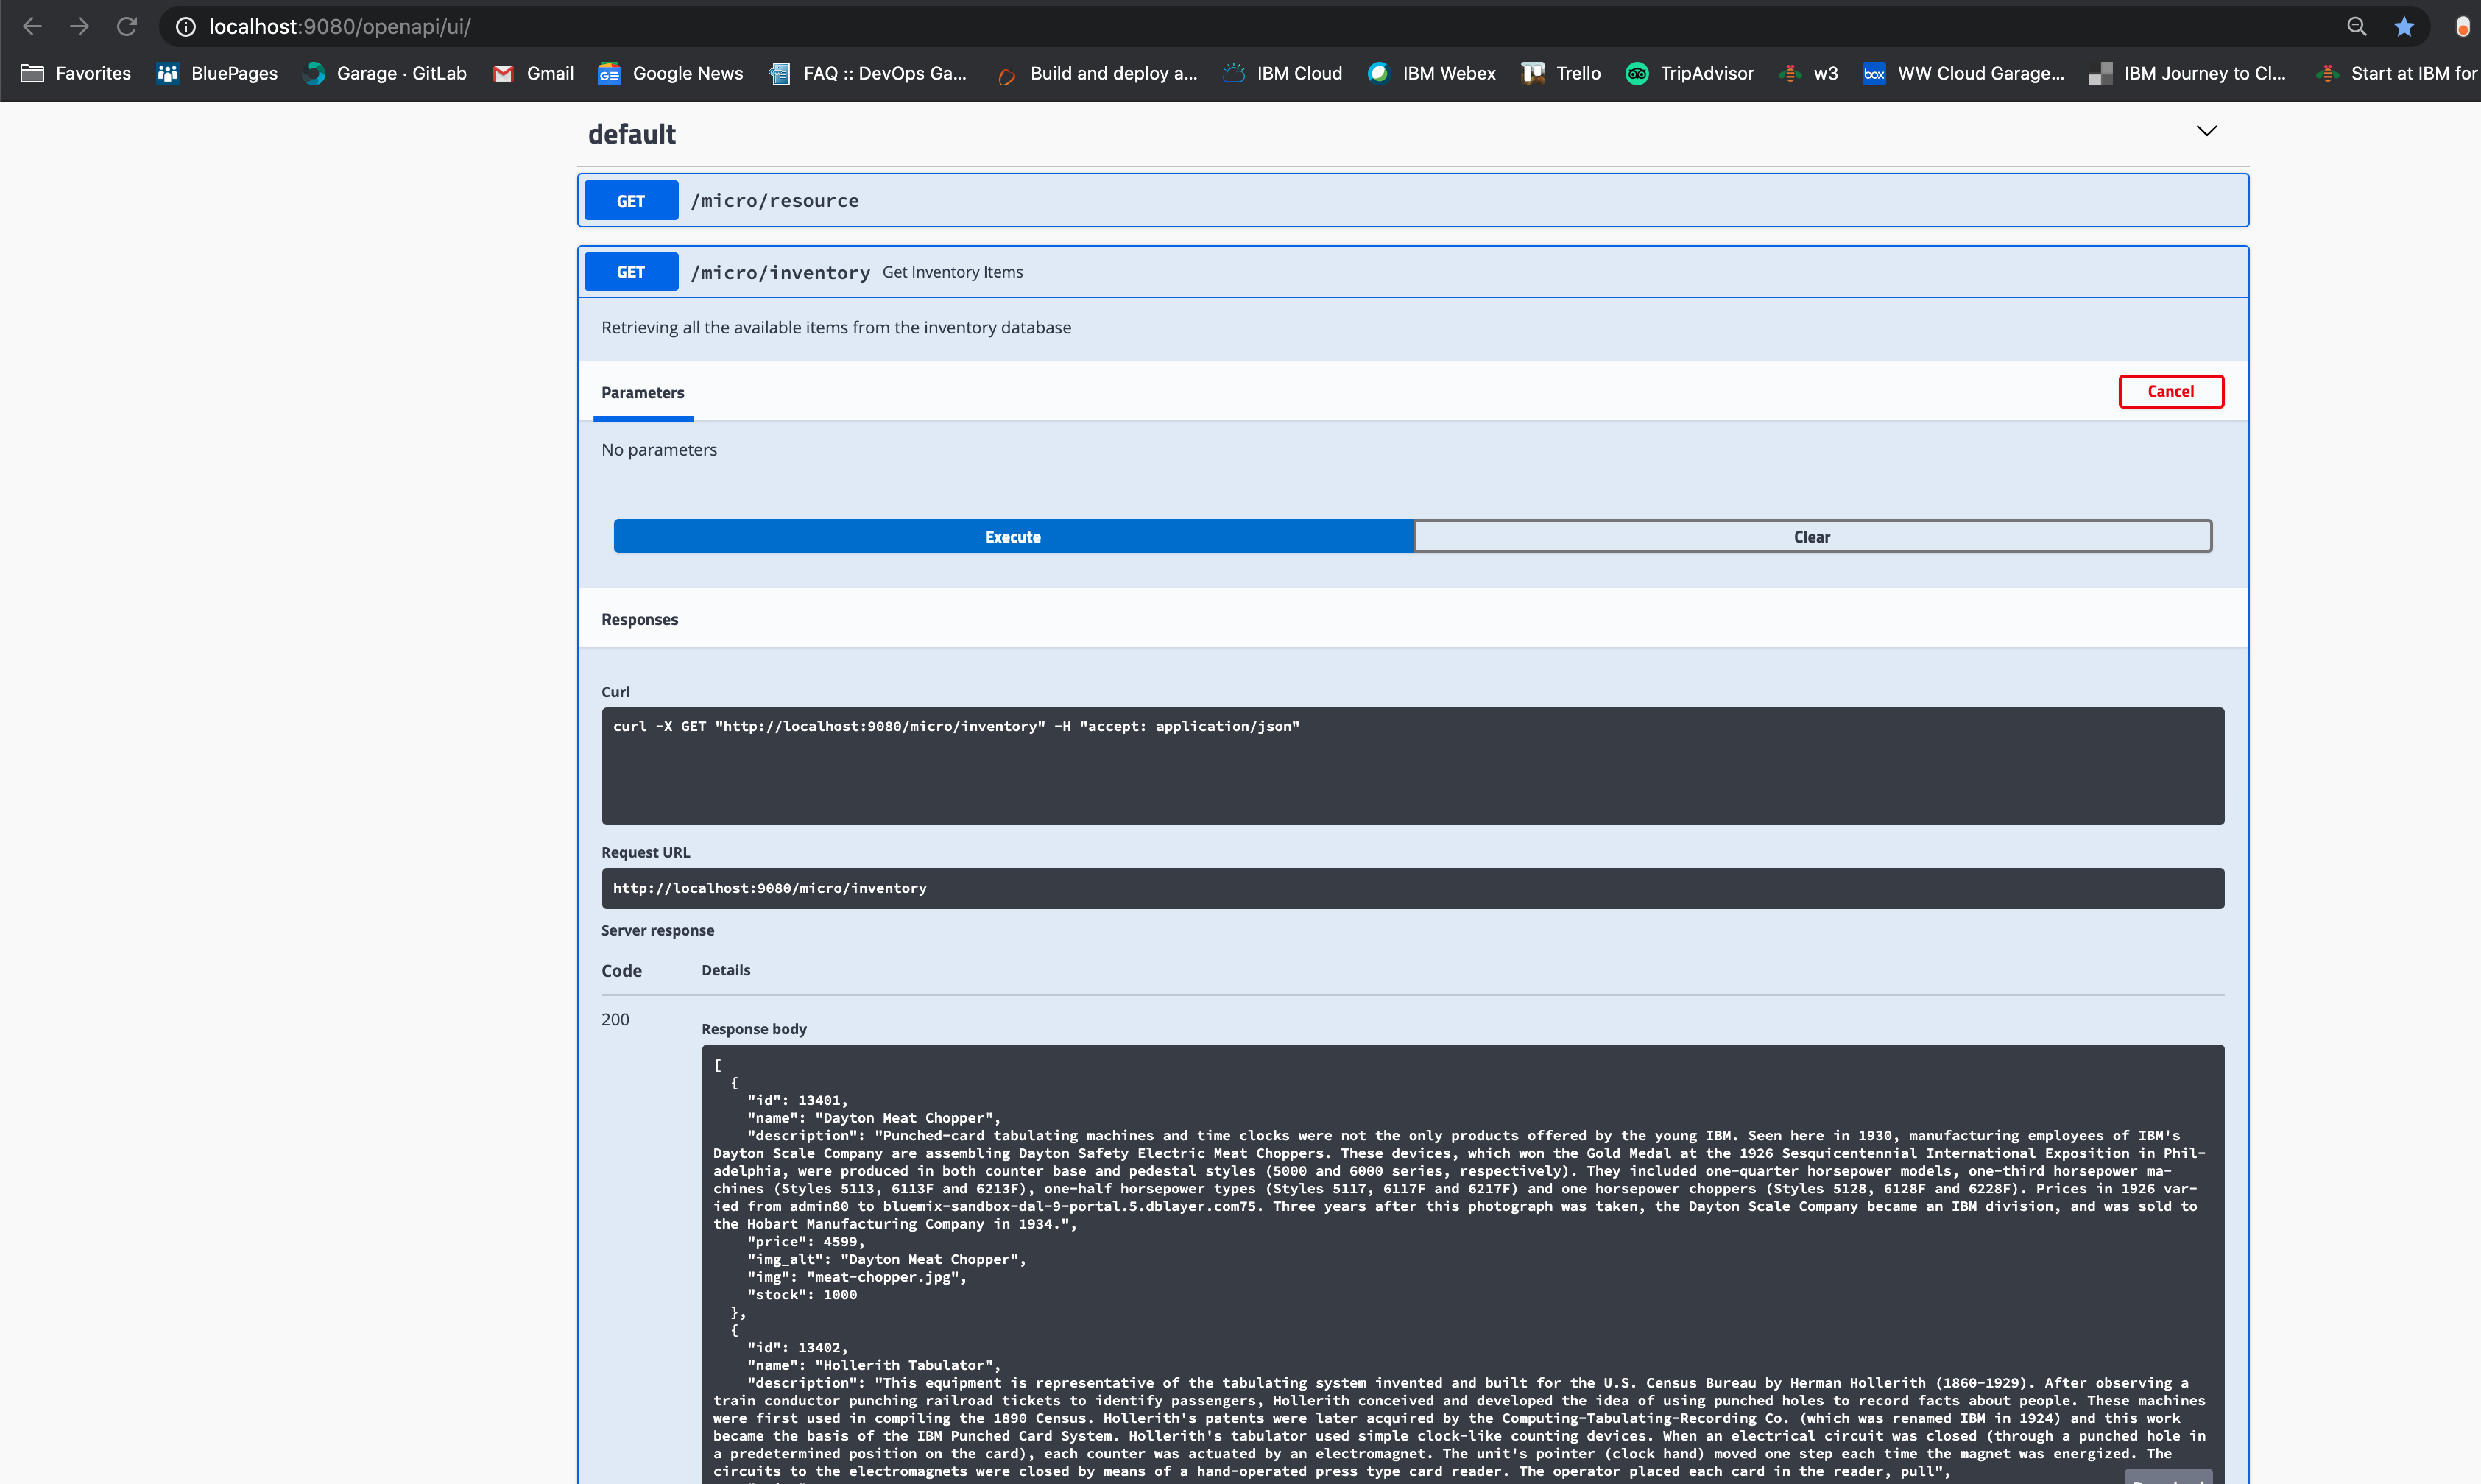 localhost:9080/openapi/ui/
Favorites BluePages Garage · GitLab Gmail Google News FAQ :: DevOps Ga... Build and deploy a... IBM Cloud IBM Webex Trello TripAdvisor w3 WW Cloud Garage... IBM Journey to Cl... Start at IBM for
default
GET /micro/resource
GET /micro/inventory Get Inventory Items
Retrieving all the available items from the inventory database
Parameters Cancel
No parameters
Execute Clear
Responses
Curl
curl -X GET "http://localhost:9080/micro/inventory" -H "accept: application/json"
Request URL
http://localhost:9080/micro/inventory
Server response
Code Details
200
Response body
[
{
"id": 13401,
"name": "Dayton Meat Chopper",
"description": "Punched-card tabulating machines and time clocks were not the only products offered by the young IBM. Seen here in 1930, manufacturing employees of IBM's
Dayton Scale Company are assembling Dayton Safety Electric Meat Choppers. These devices, which won the Gold Medal at the 1926 Sesquicentennial International Exposition in Phil-
adelphia, were produced in both counter base and pedestal styles (5000 and 6000 series, respectively). They included one-quarter horsepower models, one-third horsepower ma-
chines (Styles 5113, 6113F and 6213F), one-half horsepower types (Styles 5117, 6117F and 6217F) and one horsepower choppers (Styles 5128, 6128F and 6228F). Prices in 1926 var-
ied from admin80 to bluemix-sandbox-dal-9-portal.5.dblayer.com75. Three years after this photograph was taken, the Dayton Scale Company became an IBM division, and was sold to
the Hobart Manufacturing Company in 1934.",
"price": 4599,
"img_alt": "Dayton Meat Chopper",
"img": "meat-chopper.jpg",
"stock": 1000
},
{
"id": 13402,
"name": "Hollerith Tabulator",
"description": "This equipment is representative of the tabulating system invented and built for the U.S. Census Bureau by Herman Hollerith (1860-1929). After observing a
train conductor punching railroad tickets to identify passengers, Hollerith conceived and developed the idea of using punched holes to record facts about people. These machines
were first used in compiling the 1890 Census. Hollerith's patents were later acquired by the Computing-Tabulating-Recording Co. (which was renamed IBM in 1924) and this work
became the basis of the IBM Punched Card System. Hollerith's tabulator used simple clock-like counting devices. When an electrical circuit was closed (through a punched hole in
a predetermined position on the card), each counter was actuated by an electromagnet. The unit's pointer (clock hand) moved one step each time the magnet was energized. The
circuits to the electromagnets were closed by means of a hand-operated press type card reader. The operator placed each card in the reader, pull",